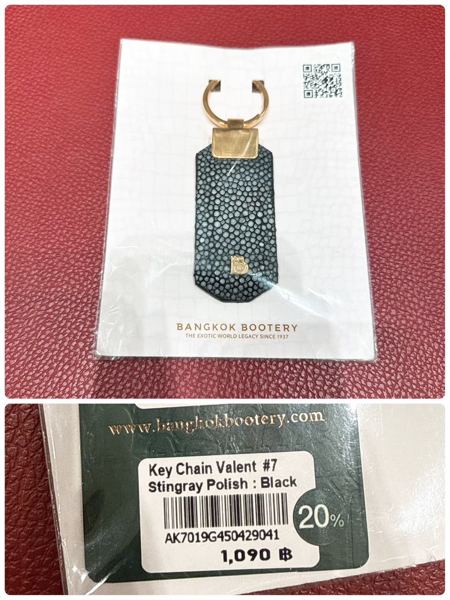 B
BANGKOK BOOTERY
THE EXOTIC WORLD LEGACY SINCE 1937
www.bangkokbootery.com
Key Chain Valent #7
Stingray Polish : Black
20%
AK7019G450429041
1,090 ฿